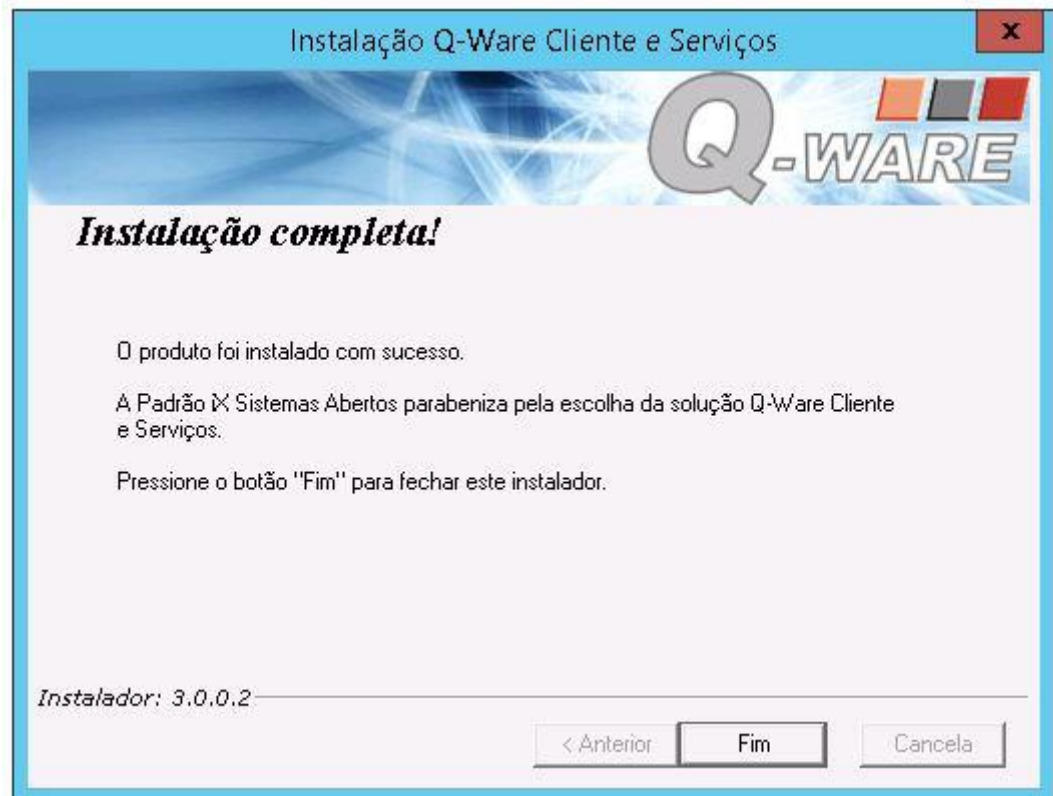 Instalação Q-Ware Cliente e Serviços
x
Q-WARE
Instalação completa!
O produto foi instalado com sucesso.
A Padrão iX Sistemas Abertos parabeniza pela escolha da solução Q-Ware Cliente
e Serviços.
Pressione o botão "Fim" para fechar este instalador.
Instalador: 3.0.0.2
< Anterior Fim Cancela